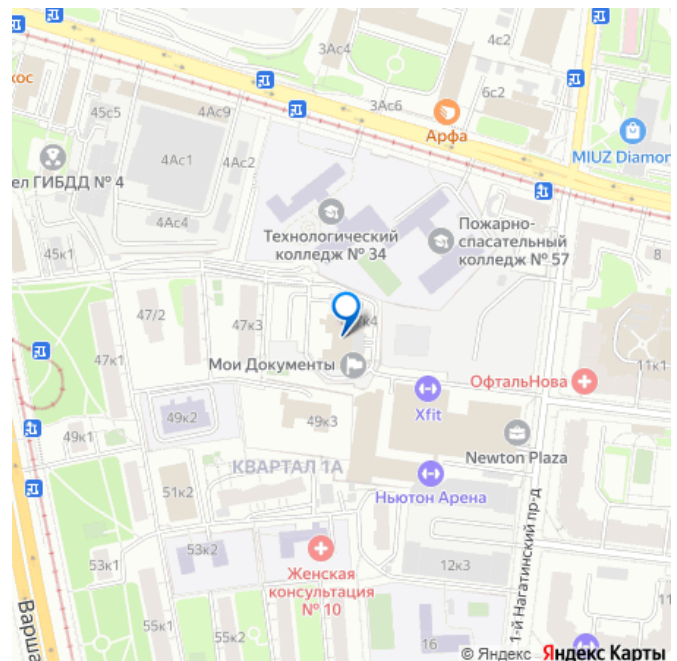 3Ас4
4с2
хос
45с5
4Ас9
3Ас6
6с2
Арфа
MIUZ Diamon
4Ас1
4Ас2
ел ГИБДД № 4
4Ас4
Технологический
колледж № 34
Пожарно-
спасательный
колледж № 57
45к1
8
47/2
47к3
к4
47к1
Мои Документы
11к1
ОфтальНова
Xfit
49к2
49к3
49к1
Newton Plaza
КВАРТАЛ 1А
51к2
Ньютон Арена
1-й Нагатинский пр-д
53к2
53к1
Женская
консультация
№ 10
12к3
Варша
55к1
55к2
16
11
© Яндекс Яндекс Карты